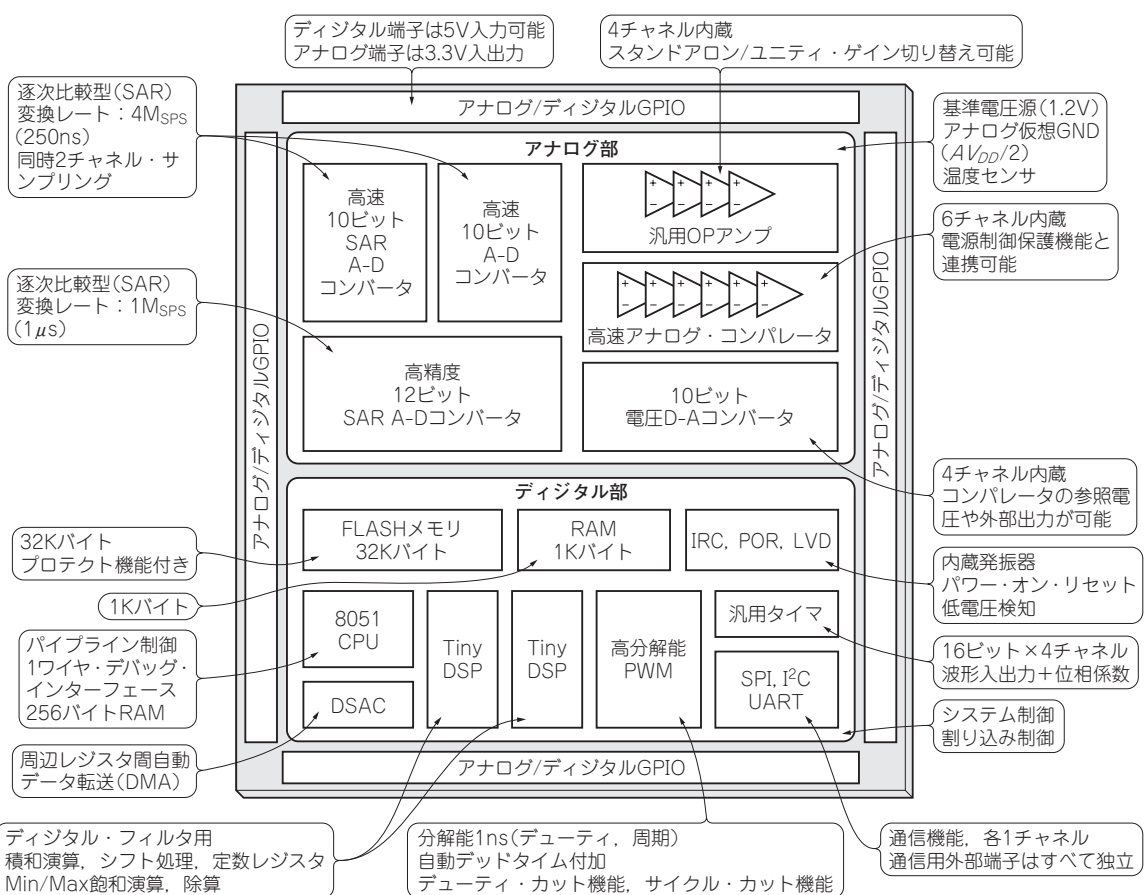 ディジタル端子は5V入力可能
アナログ端子は3.3V入出力
4チャネル内蔵
スタンドアロン/ユニティ・ゲイン切り替え可能
逐次比較型(SAR)
変換レート：4MSPS
(250ns)
同時2チャネル・サ
ンプリング
逐次比較型(SAR)
変換レート：1MSPS
(1μs)
アナログ/ディジタルGPIO
アナログ/ディジタルGPIO
アナログ部
高速
10ビット
SAR
A-D
コンバータ
高速
10ビット
A-D
コンバータ
+ + + +
− − − −
汎用OPアンプ
+ + + + + +
− − − − − −
高速アナログ・コンパレータ
高精度
12ビット
SAR A-Dコンバータ
10ビット
電圧D-Aコンバータ
アナログ/ディジタルGPIO
基準電圧源(1.2V)
アナログ仮想GND
(AVDD/2)
温度センサ
6チャネル内蔵
電源制御保護機能と
連携可能
4チャネル内蔵
コンパレータの参照電
圧や外部出力が可能
ディジタル部
FLASHメモリ
32Kバイト
RAM
1Kバイト
IRC, POR, LVD
8051
CPU
DSAC
Tiny
DSP
Tiny
DSP
高分解能
PWM
汎用タイマ
SPI, I²C
UART
アナログ/ディジタルGPIO
32Kバイト
プロテクト機能付き
1Kバイト
パイプライン制御
1ワイヤ・デバッグ・
インターフェース
256バイトRAM
周辺レジスタ間自動
データ転送(DMA)
内蔵発振器
パワー・オン・リセット
低電圧検知
16ビット×4チャネル
波形入出力＋位相係数
システム制御
割り込み制御
ディジタル・フィルタ用
積和演算，シフト処理，定数レジスタ
Min/Max飽和演算，除算
分解能1ns(デューティ，周期)
自動デッドタイム付加
デューティ・カット機能，サイクル・カット機能
通信機能，各1チャネル
通信用外部端子はすべて独立